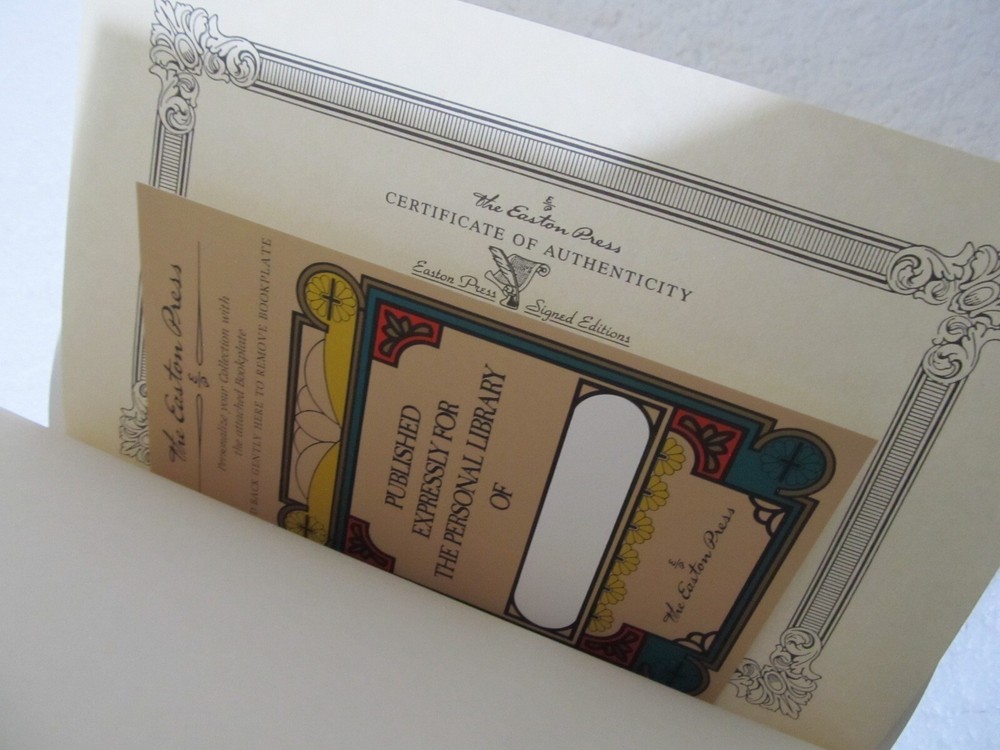 The Easton Press
CERTIFICATE OF AUTHENTICITY
Easton Press Signed Editions
The Easton Press
Personalize your Collection with
the attached Bookplate
BACK GENTLY HERE TO REMOVE BOOKPLATE
PUBLISHED
EXPRESSLY FOR
THE PERSONAL LIBRARY
OF
The Easton Press